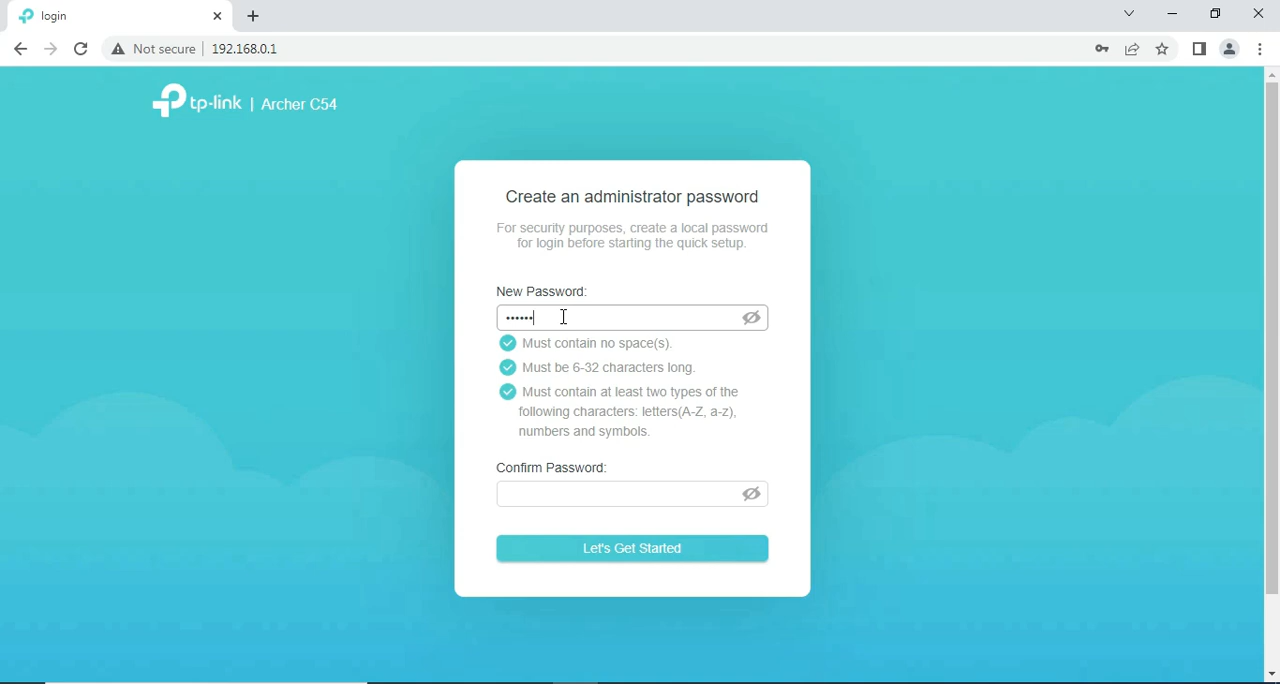 login
Not secure 192.168.0.1
tp-link | Archer C54
Create an administrator password
For security purposes, create a local password
for login before starting the quick setup.
New Password:
••••••
Must contain no space(s).
Must be 6-32 characters long.
Must contain at least two types of the
following characters: letters(A-Z, a-z),
numbers and symbols.
Confirm Password:
Let's Get Started